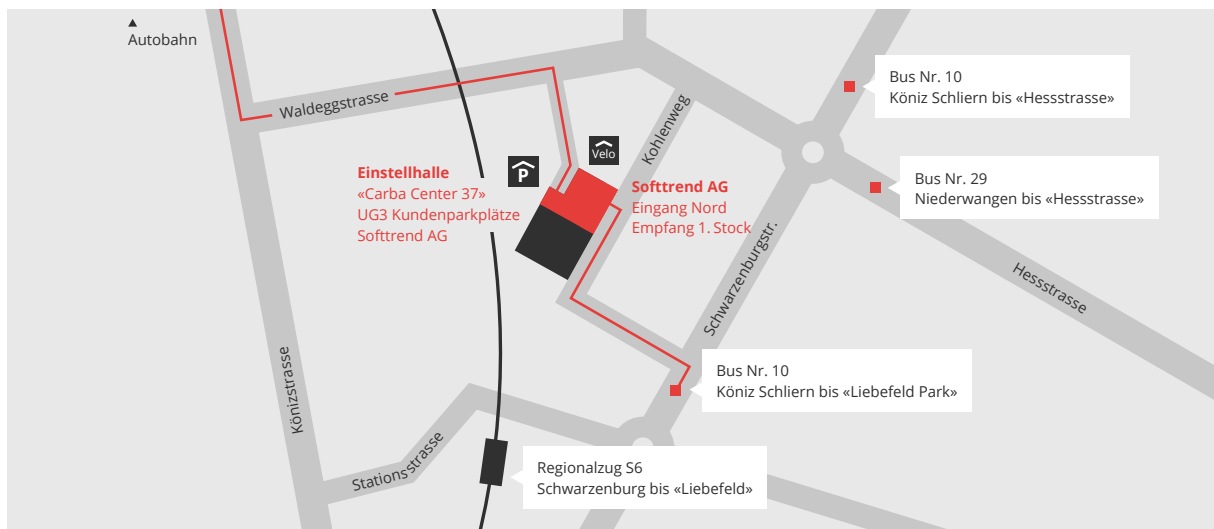 Autobahn
Waldeggstrasse
Bus Nr. 10
Köniz Schliern bis «Hessstrasse»
P
Velo
Kohlenweg
Einstellhalle
«Carba Center 37»
UG3 Kundenparkplätze
Softtrend AG
Softtrend AG
Eingang Nord
Empfang 1. Stock
Bus Nr. 29
Niederwangen bis «Hessstrasse»
Schwarzenburgstr.
Hessstrasse
Könizstrasse
Bus Nr. 10
Köniz Schliern bis «Liebefeld Park»
Stationsstrasse
Regionalzug S6
Schwarzenburg bis «Liebefeld»